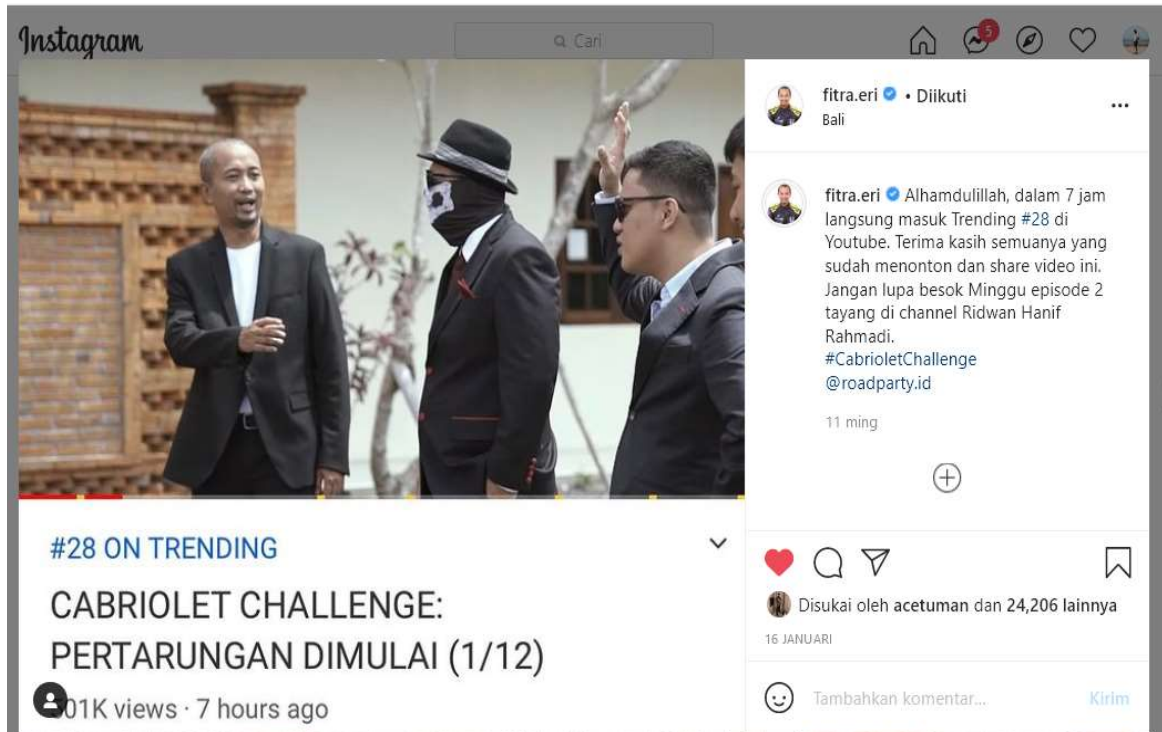 Instagram
Cari
5
fitra.eri • Diikuti
Bali
...
fitra.eri Alhamdulillah, dalam 7 jam
langsung masuk Trending #28 di
Youtube. Terima kasih semuanya yang
sudah menonton dan share video ini.
Jangan lupa besok Minggu episode 2
tayang di channel Ridwan Hanif
Rahmadi.
#CabrioletChallenge
@roadparty.id
11 ming
#28 ON TRENDING
CABRIOLET CHALLENGE:
PERTARUNGAN DIMULAI (1/12)
views · 7 hours ago
Disukai oleh acetuman dan 24,206 lainnya
16 JANUARI
Tambahkan komentar...
Kirim